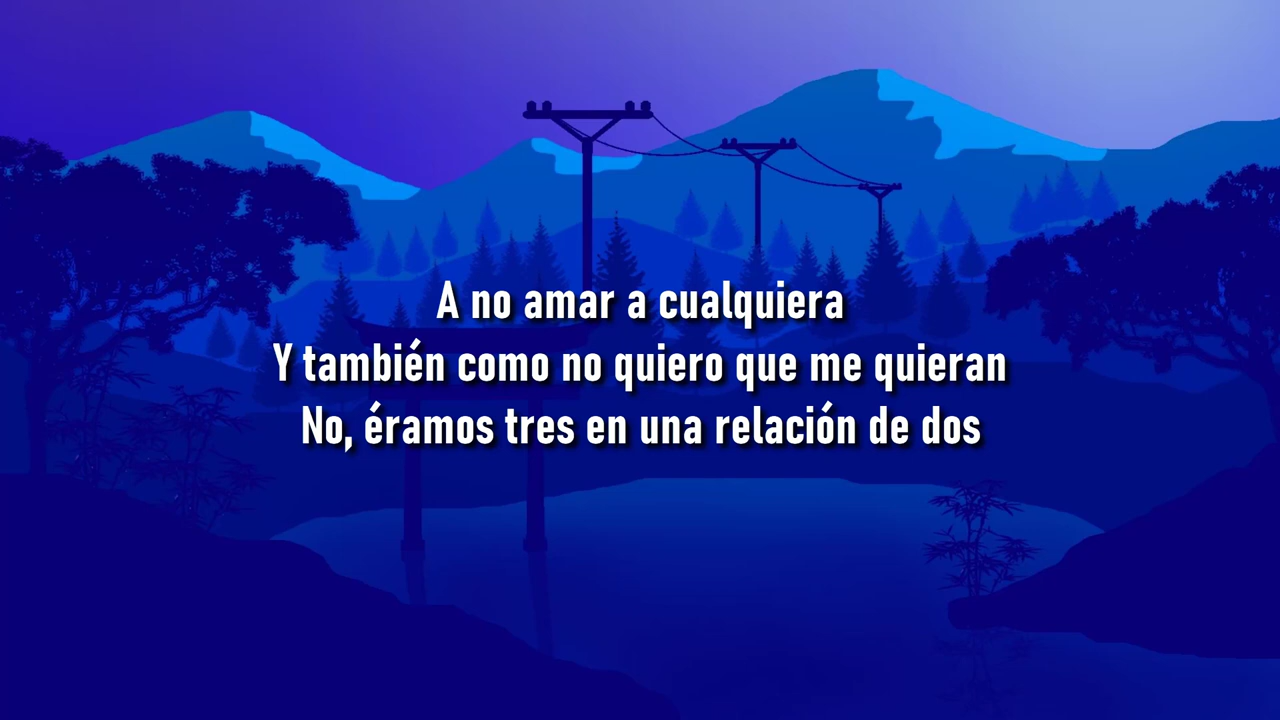 A no amar a cualquiera
Y también como no quiero que me quieran
No, éramos tres en una relación de dos